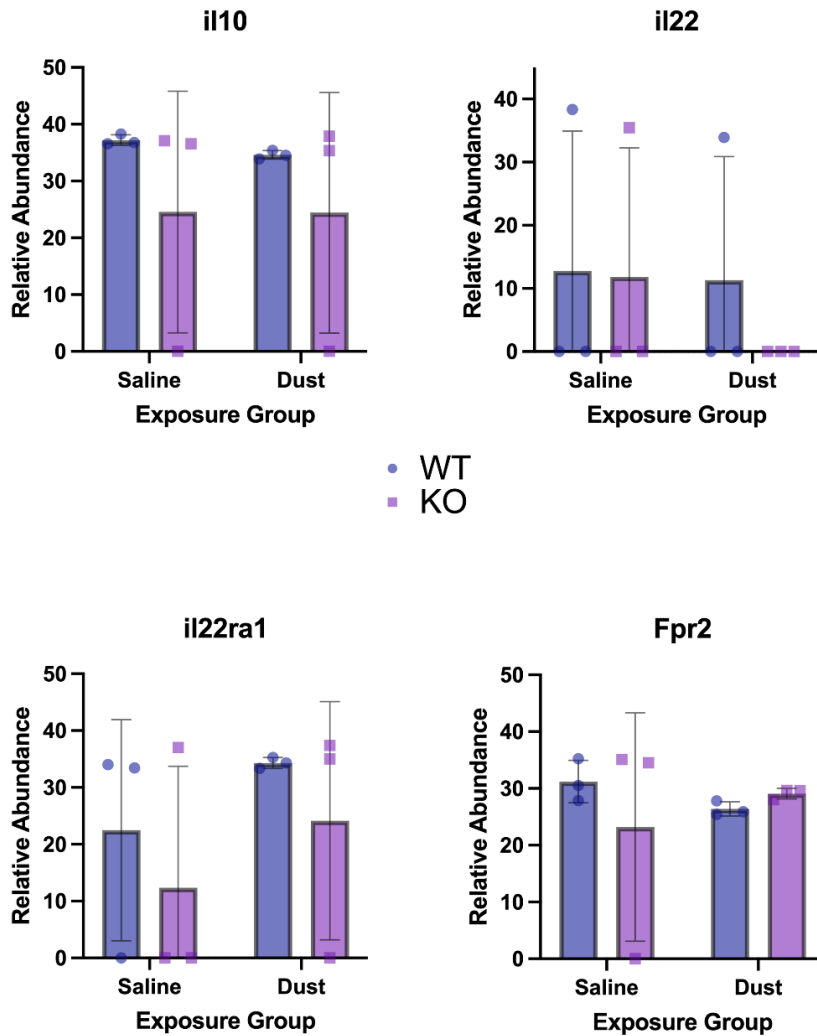 il10
Relative Abundance
50
40
30
20
10
0
Saline
Dust
Exposure Group
il22
Relative Abundance
40
30
20
10
0
Saline
Dust
Exposure Group
WT
KO
il22ra1
Relative Abundance
50
40
30
20
10
0
Saline
Dust
Exposure Group
Fpr2
Relative Abundance
50
40
30
20
10
0
Saline
Dust
Exposure Group